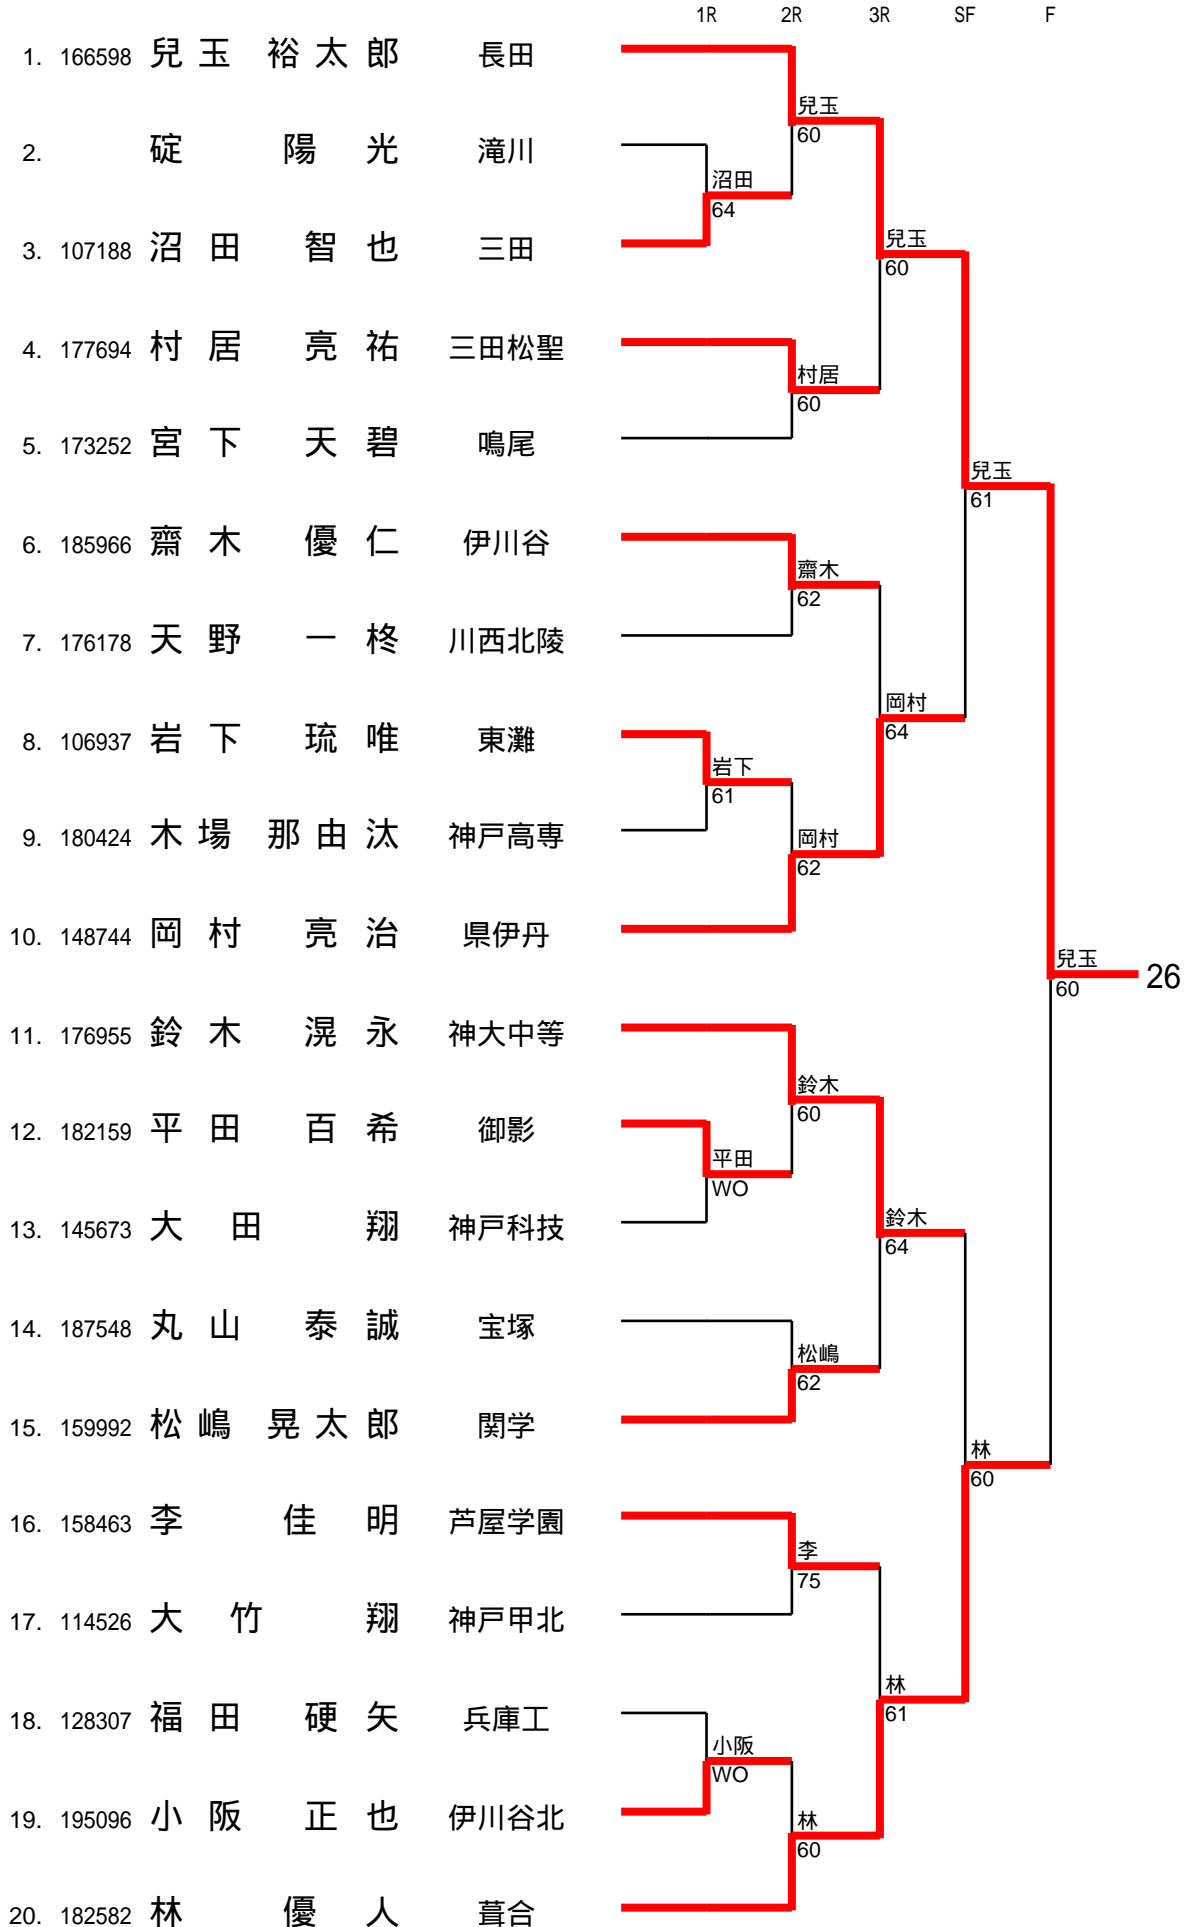 1R 2R 3R SF F
1. 166598 兒玉 裕太郎 長田
兒玉
60
2. 碇 陽光 滝川
沼田
64
3. 107188 沼田 智也 三田
兒玉
60
4. 177694 村居 亮祐 三田松聖
村居
60
5. 173252 宮下 天碧 鳴尾
兒玉
61
6. 185966 齋木 優仁 伊川谷
齋木
62
7. 176178 天野 一柊 川西北陵
岡村
64
8. 106937 岩下 琉唯 東灘
岩下
61
9. 180424 木場 那由汰 神戸高専
岡村
62
10. 148744 岡村 亮治 県伊丹
兒玉
60
26
11. 176955 鈴木 滉永 神大中等
鈴木
60
12. 182159 平田 百希 御影
平田
WO
13. 145673 大田 翔 神戸科技
鈴木
64
14. 187548 丸山 泰誠 宝塚
松嶋
62
15. 159992 松嶋 晃太郎 関学
林
60
16. 158463 李 佳明 芦屋学園
李
75
17. 114526 大竹 翔 神戸甲北
林
61
18. 128307 福田 硬矢 兵庫工
小阪
WO
19. 195096 小阪 正也 伊川谷北
林
60
20. 182582 林 優人 葺合